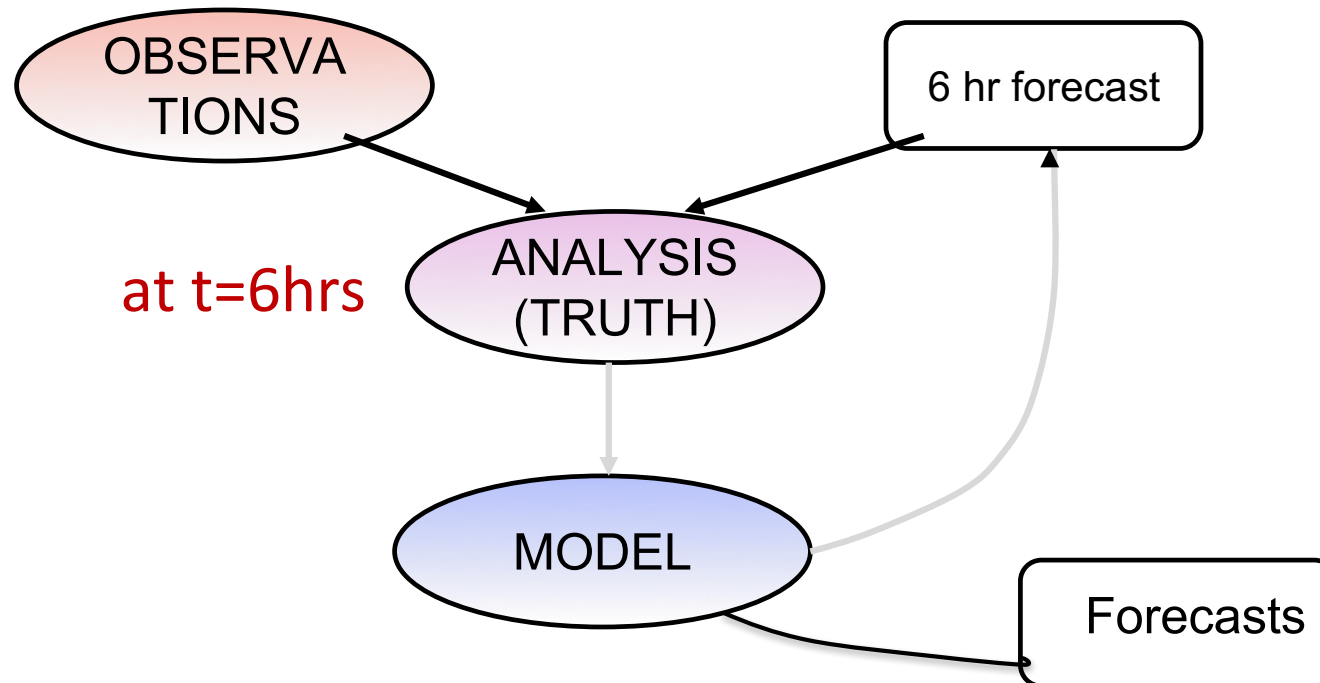 OBSERVA
TIONS
6 hr forecast
ANALYSIS
(TRUTH)
at t=6hrs
MODEL
Forecasts